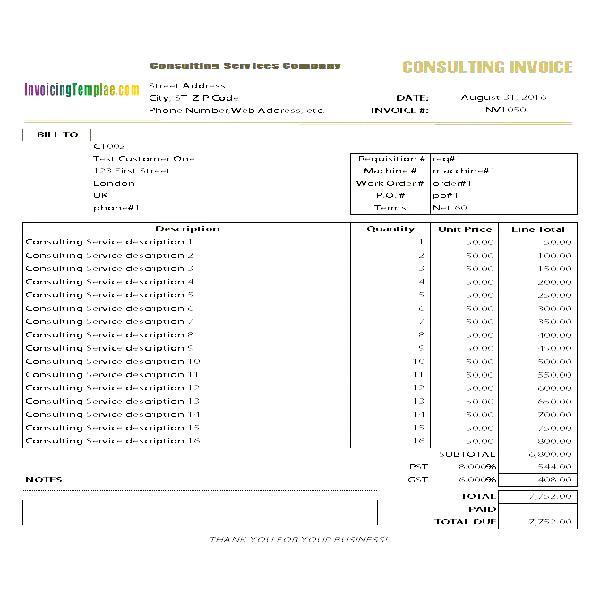 Consulting Services Company
CONSULTING INVOICE
InvoicingTemplae.com
Street Address
City, ST ZIP Code
DATE: August 31, 2016
Phone Number,Web Address, etc.
INVOICE #: NV1050
BILL TO
C1002
Test Customer One
Requisition # req#
123 First Street
Machine #
London
Work Order# order#1
UK
P.O. # po#1
phone#1
Terms Net 60
Description Quantity Unit Price Line Total
Consulting Service description 1 1 50.00 50.00
Consulting Service description 2 2 50.00 100.00
Consulting Service description 3 3 50.00 150.00
Consulting Service description 4 4 50.00 200.00
Consulting Service description 5 5 50.00 250.00
Consulting Service description 6 6 50.00 300.00
Consulting Service description 7 7 50.00 350.00
Consulting Service description 8 8 50.00 400.00
Consulting Service description 9 9 50.00 450.00
Consulting Service description 10 10 50.00 500.00
Consulting Service description 11 11 50.00 550.00
Consulting Service description 12 12 50.00 600.00
Consulting Service description 13 13 50.00 650.00
Consulting Service description 14 14 50.00 700.00
Consulting Service description 15 15 50.00 750.00
Consulting Service description 16 16 50.00 800.00
SUBTOTAL 6,800.00
PST 8.000% 544.00
NOTES
GST 6.000% 408.00
TOTAL 7,752.00
PAID
TOTAL DUE 7,752.00
THANK YOU FOR YOUR BUSINESS!